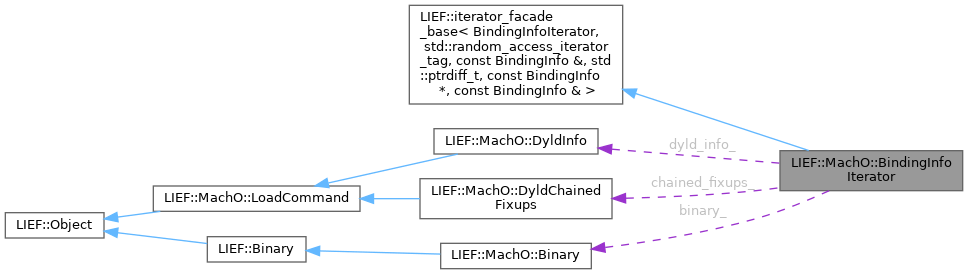 LIEF::iterator_facade
_base< BindingInfoIterator,
std::random_access_iterator
_tag, const BindingInfo &, std
::ptrdiff_t, const BindingInfo
*, const BindingInfo & >
LIEF::MachO::DyldInfo
dyld_info_
LIEF::MachO::BindingInfo
Iterator
chained_fixups_
LIEF::MachO::LoadCommand
LIEF::MachO::DyldChained
Fixups
binary_
LIEF::Object
LIEF::Binary
LIEF::MachO::Binary